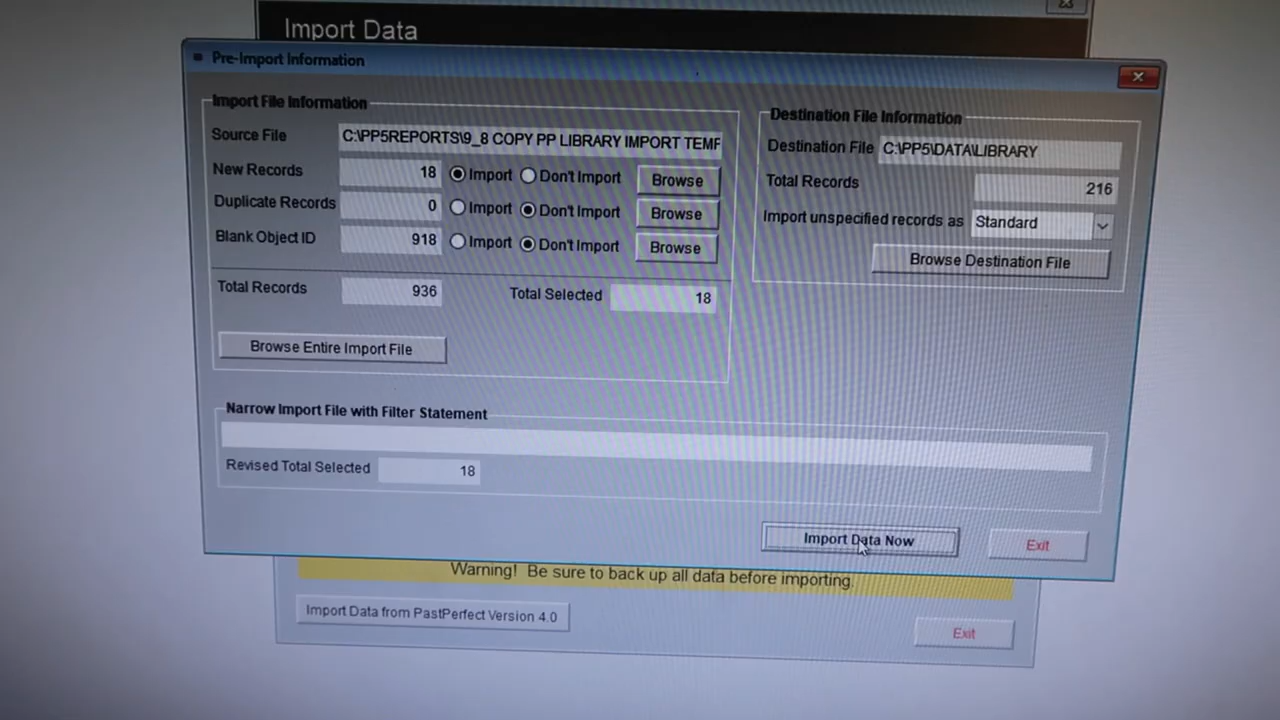 Import Data
Pre-Import Information
Import File Information
Source File C:\PP5REPORTS\9_8 COPY PP LIBRARY IMPORT TEMF
New Records 18 Import Don't Import Browse
Duplicate Records 0 Import Don't Import Browse
Blank Object ID 918 Import Don't Import Browse
Total Records 936 Total Selected 18
Browse Entire Import File
Destination File Information
Destination File C:\PP5\DATA\LIBRARY
Total Records 216
Import unspecified records as Standard
Browse Destination File
Narrow Import File with Filter Statement
Revised Total Selected 18
Import Data Now Exit
Warning! Be sure to back up all data before importing.
Import Data from PastPerfect Version 4.0
Exit